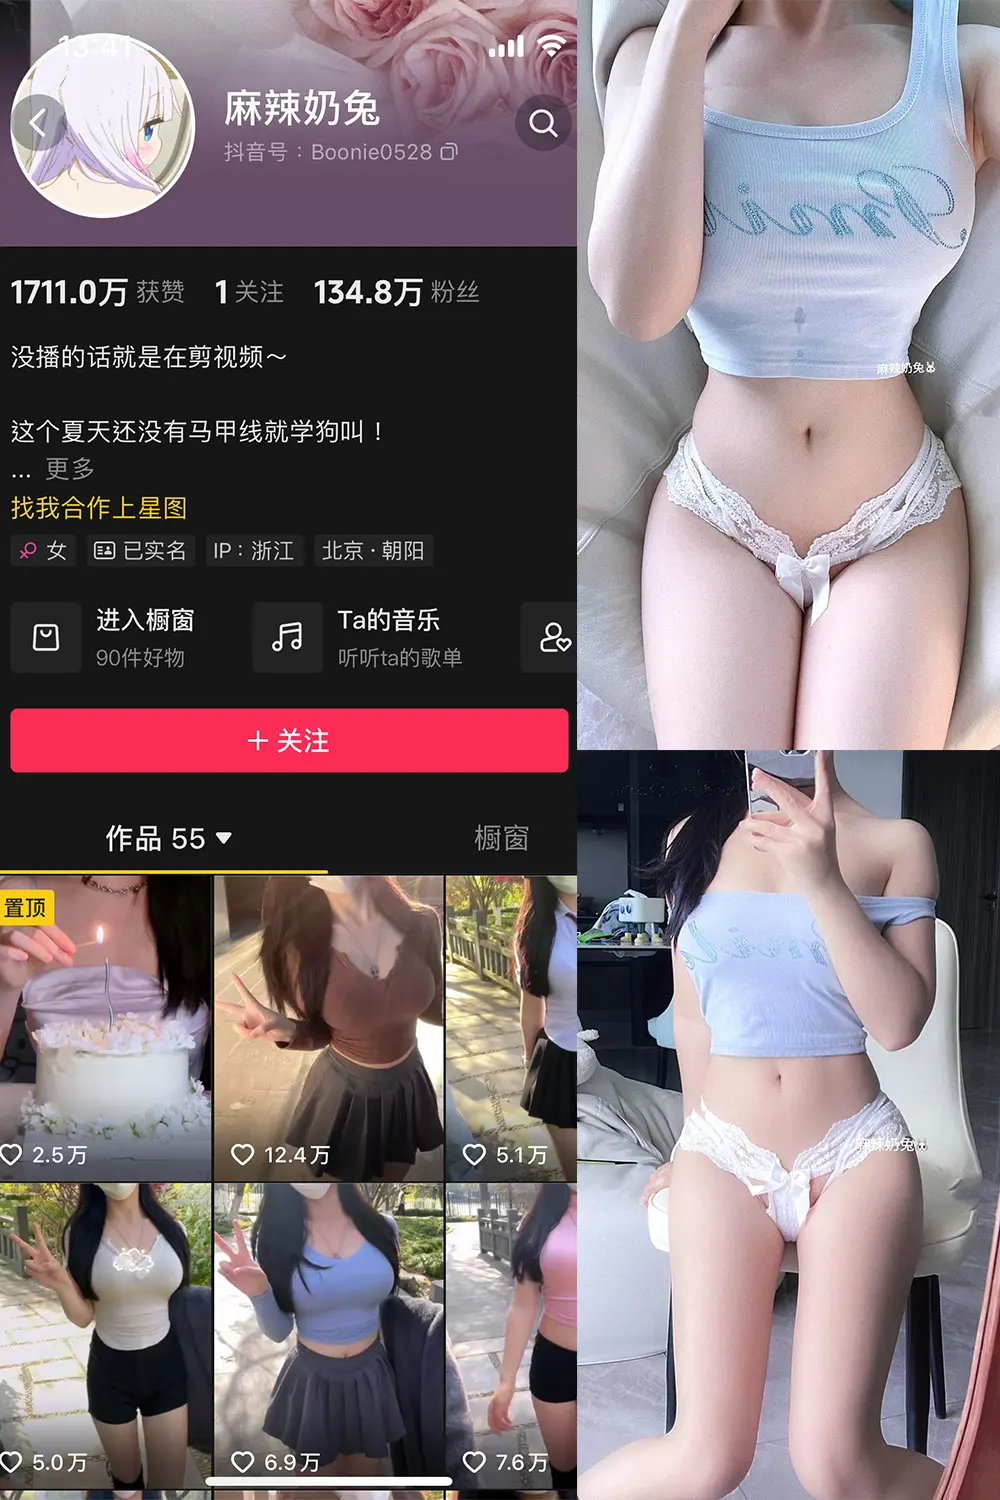 13:41
麻辣奶兔
抖音号：Boonie0528
1711.0万 获赞 1 关注 134.8万 粉丝
没播的话就是在剪视频～
这个夏天还没有马甲线就学狗叫！
... 更多
找我合作上星图
女 已实名 IP：浙江 北京·朝阳
进入橱窗
90件好物
Ta的音乐
听听ta的歌单
＋关注
作品 55 橱窗
置顶
2.5万 12.4万 5.1万
5.0万 6.9万 7.6万
麻辣奶兔
麻辣奶兔